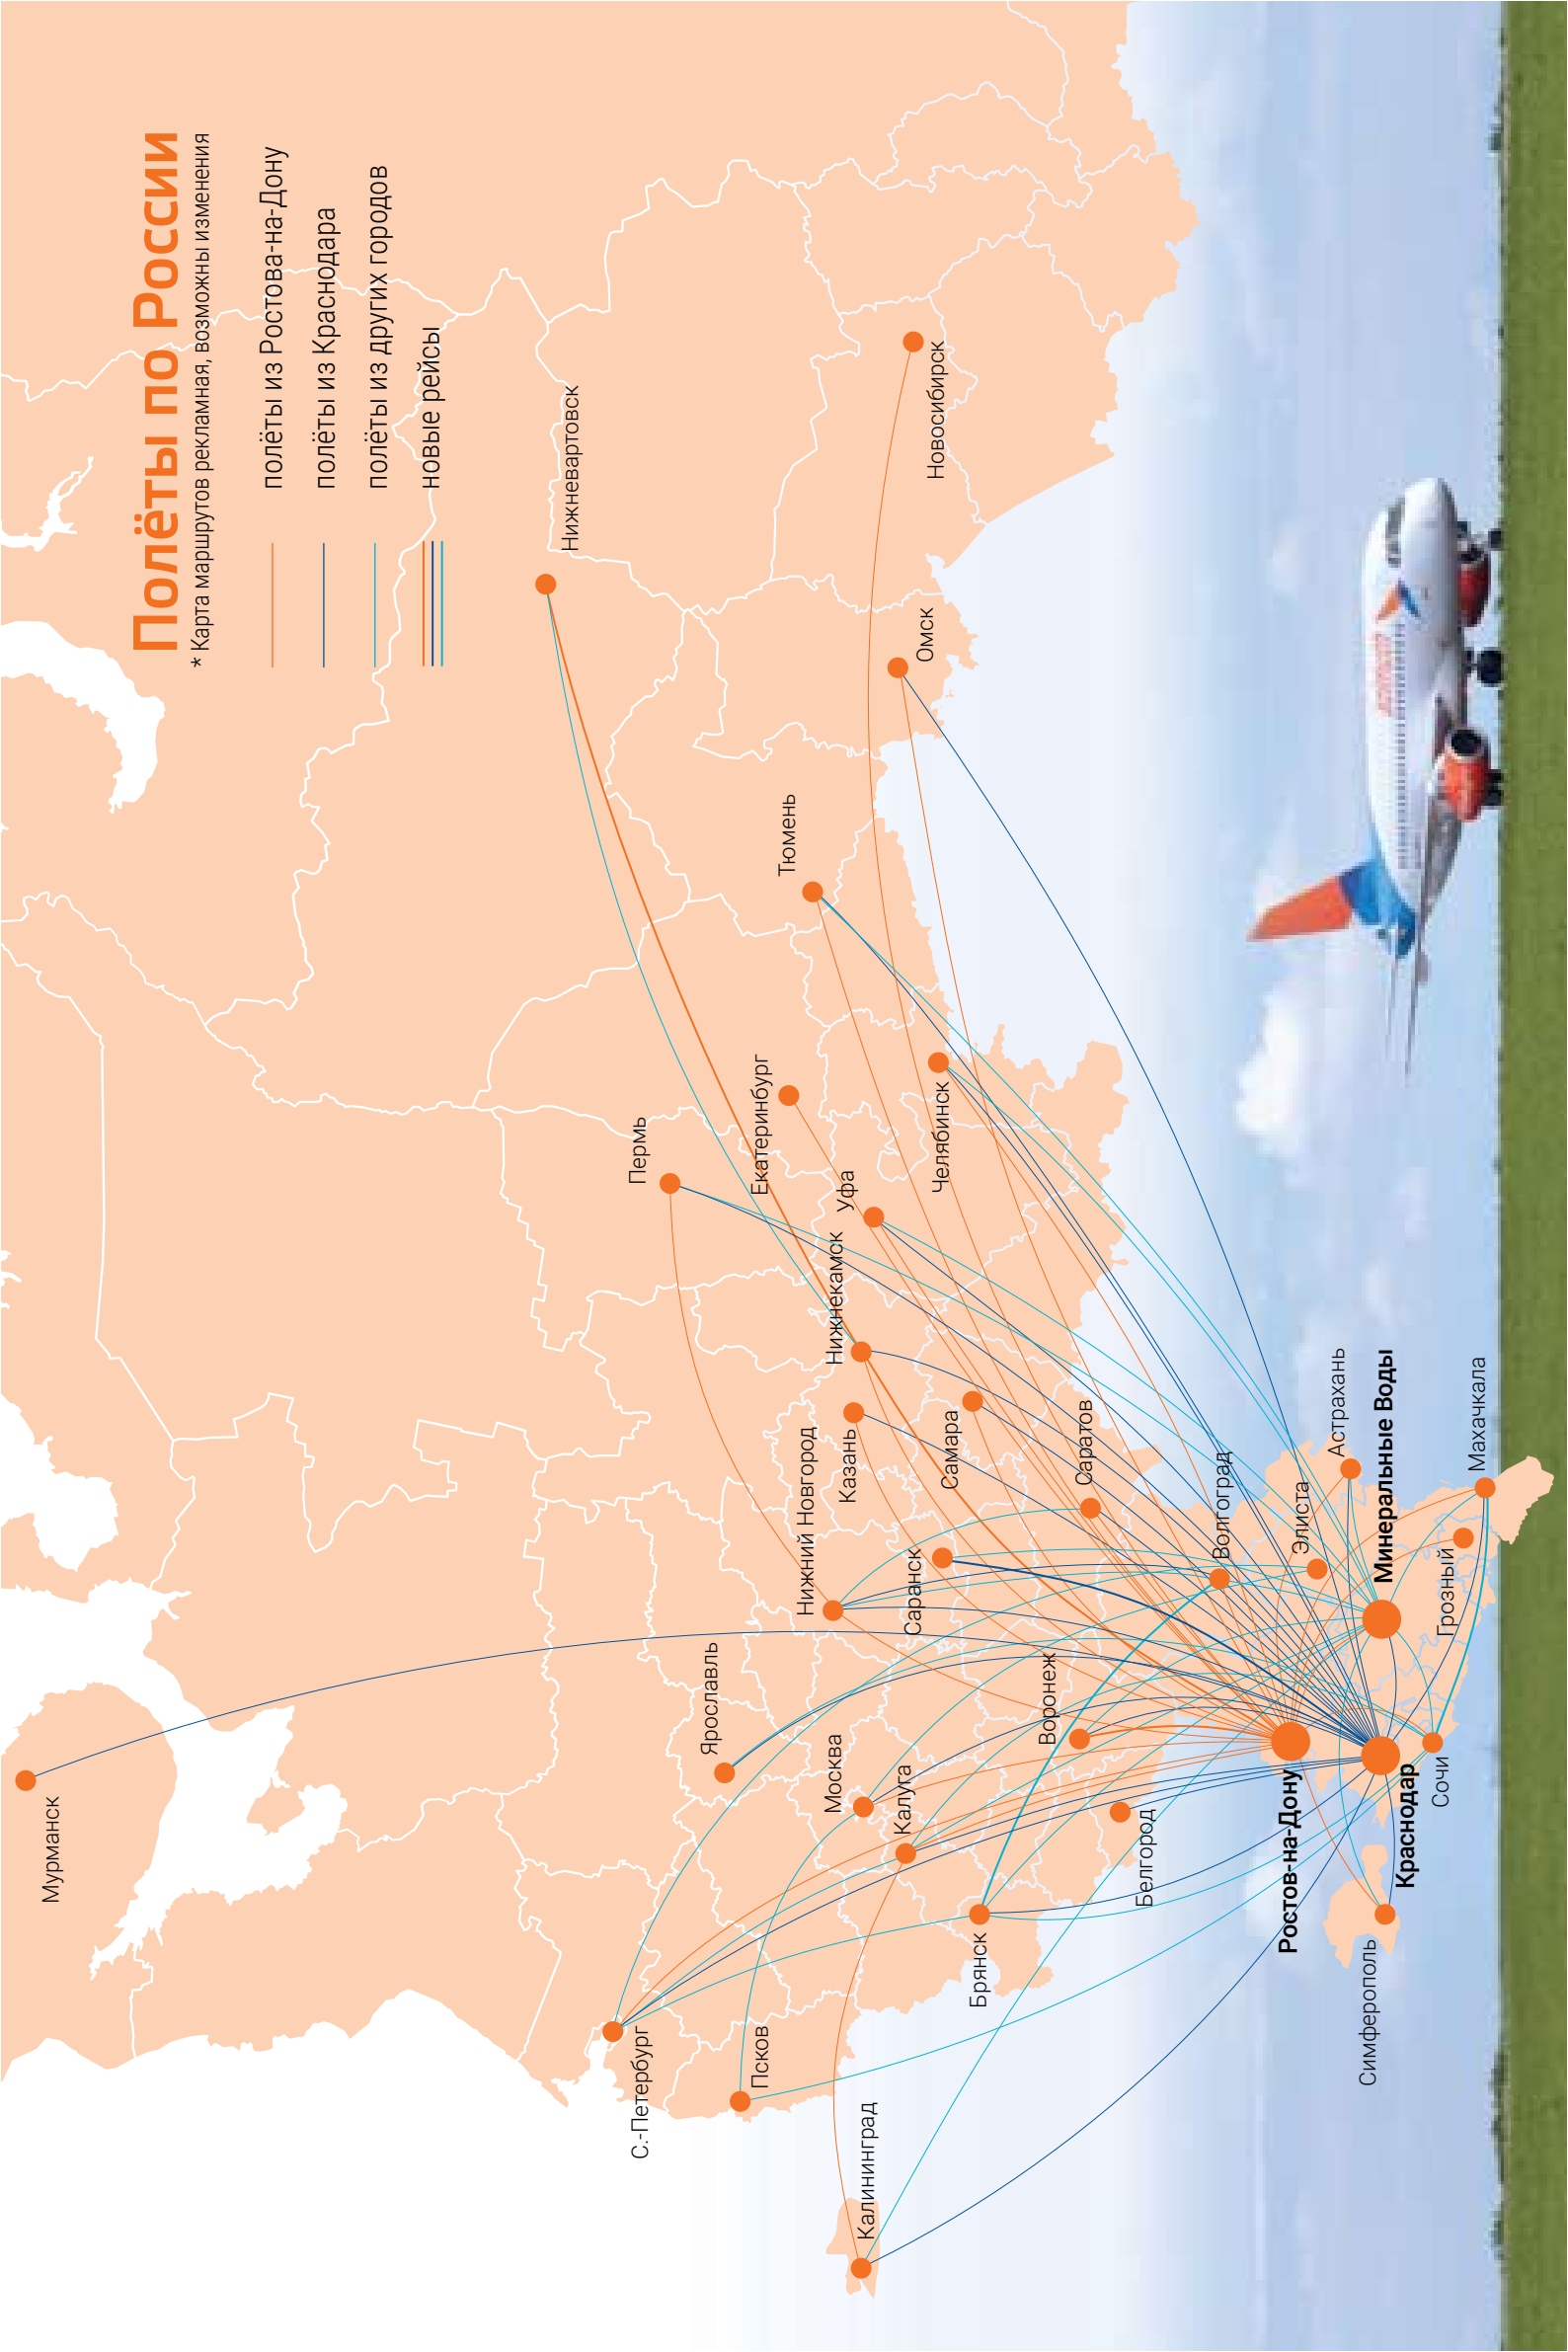 Полёты по России
* Карта маршрутов рекламная, возможны изменения
полёты из Ростова-на-Дону
полёты из Краснодара
полёты из других городов
новые рейсы
Мурманск
С.-Петербург
Псков
Калининград
Ярославль
Москва
Калуга
Брянск
Белгород
Воронеж
Нижний Новгород
Саранск
Казань
Самара
Саратов
Нижнекамск
Пермь
Екатеринбург
Уфа
Челябинск
Тюмень
Омск
Нижневартовск
Новосибирск
Волгоград
Элиста
Астрахань
Ростов-на-Дону
Краснодар
Симферополь
Сочи
Минеральные Воды
Грозный
Махачкала